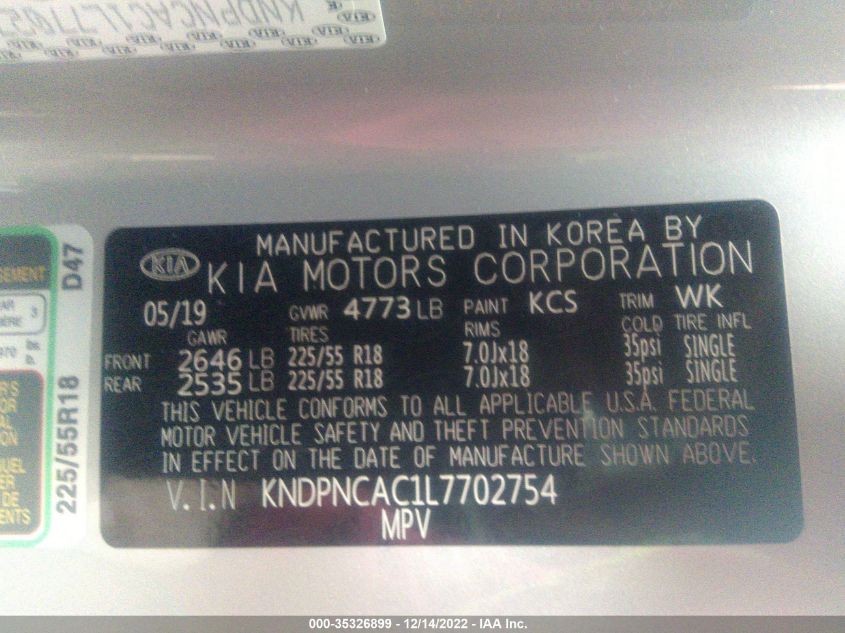 KNDPNCAC1L7702
KIA
MANUFACTURED IN KOREA BY
KIA MOTORS CORPORATION
05/19 GVWR 4773 LB PAINT KCS TRIM WK
GAWR TIRES RIMS COLD TIRE INFL
FRONT 2646 LB 225/55 R18 7.0Jx18 35psi SINGLE
REAR 2535 LB 225/55 R18 7.0Jx18 35psi SINGLE
THIS VEHICLE CONFORMS TO ALL APPLICABLE U.S.A. FEDERAL
MOTOR VEHICLE SAFETY AND THEFT PREVENTION STANDARDS
IN EFFECT ON THE DATE OF MANUFACTURE SHOWN ABOVE.
V.I.N KNDPNCAC1L7702754
MPV
225/55R18 D47
000-35326899 - 12/14/2022 - IAA Inc.